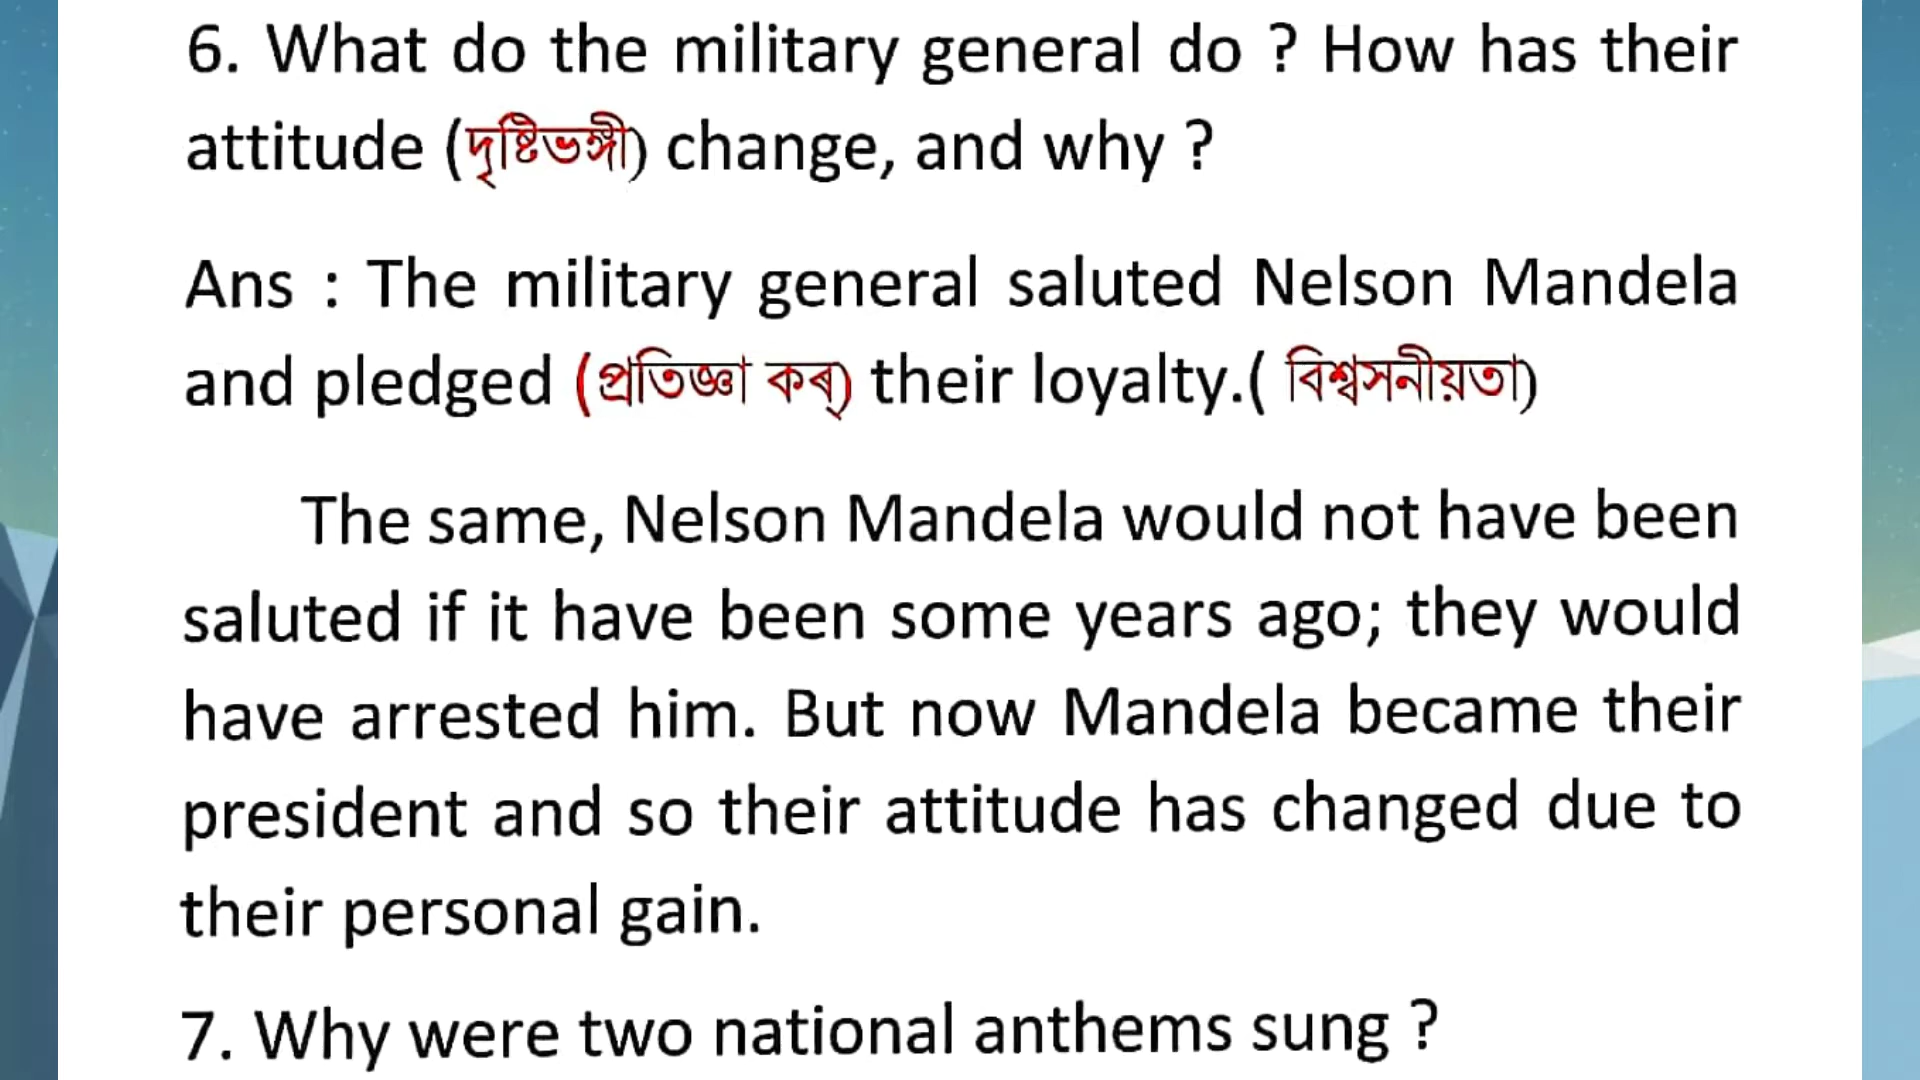 6. What do the military general do ? How has their
attitude (দৃষ্টিভঙ্গী) change, and why ?
Ans : The military general saluted Nelson Mandela
and pledged (প্ৰতিজ্ঞা কৰ) their loyalty.( বিশ্বসনীয়তা)
The same, Nelson Mandela would not have been
saluted if it have been some years ago; they would
have arrested him. But now Mandela became their
president and so their attitude has changed due to
their personal gain.
7. Why were two national anthems sung ?